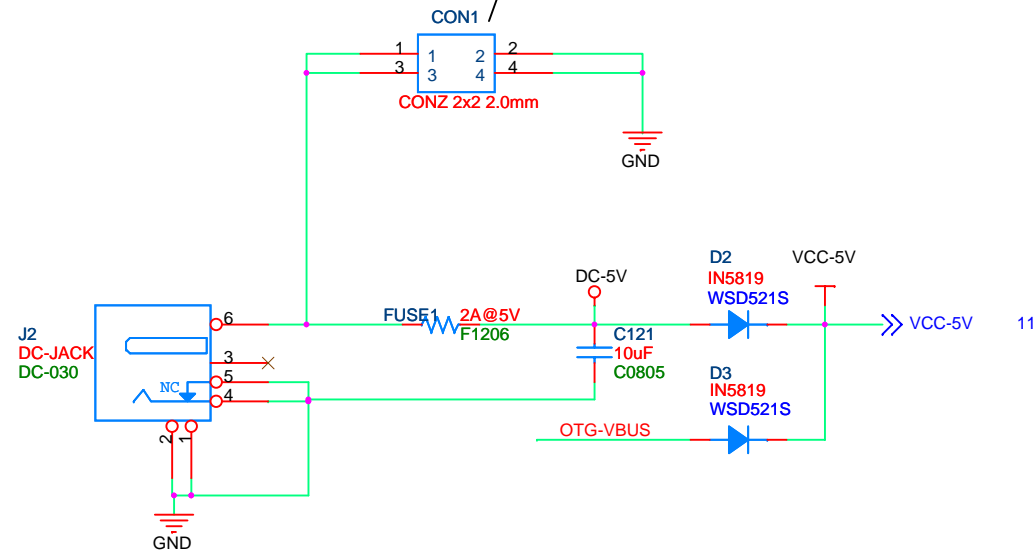 CON1
1 1 2 2
3 3 4 4
CONZ 2x2 2.0mm
GND
J2
DC-JACK
DC-030
6
3
5
4
NC
2
1
GND
FUSE1
2A@5V
F1206
DC-5V
C121
10uF
C0805
D2
IN5819
WSD521S
VCC-5V
VCC-5V 11
D3
IN5819
WSD521S
OTG-VBUS